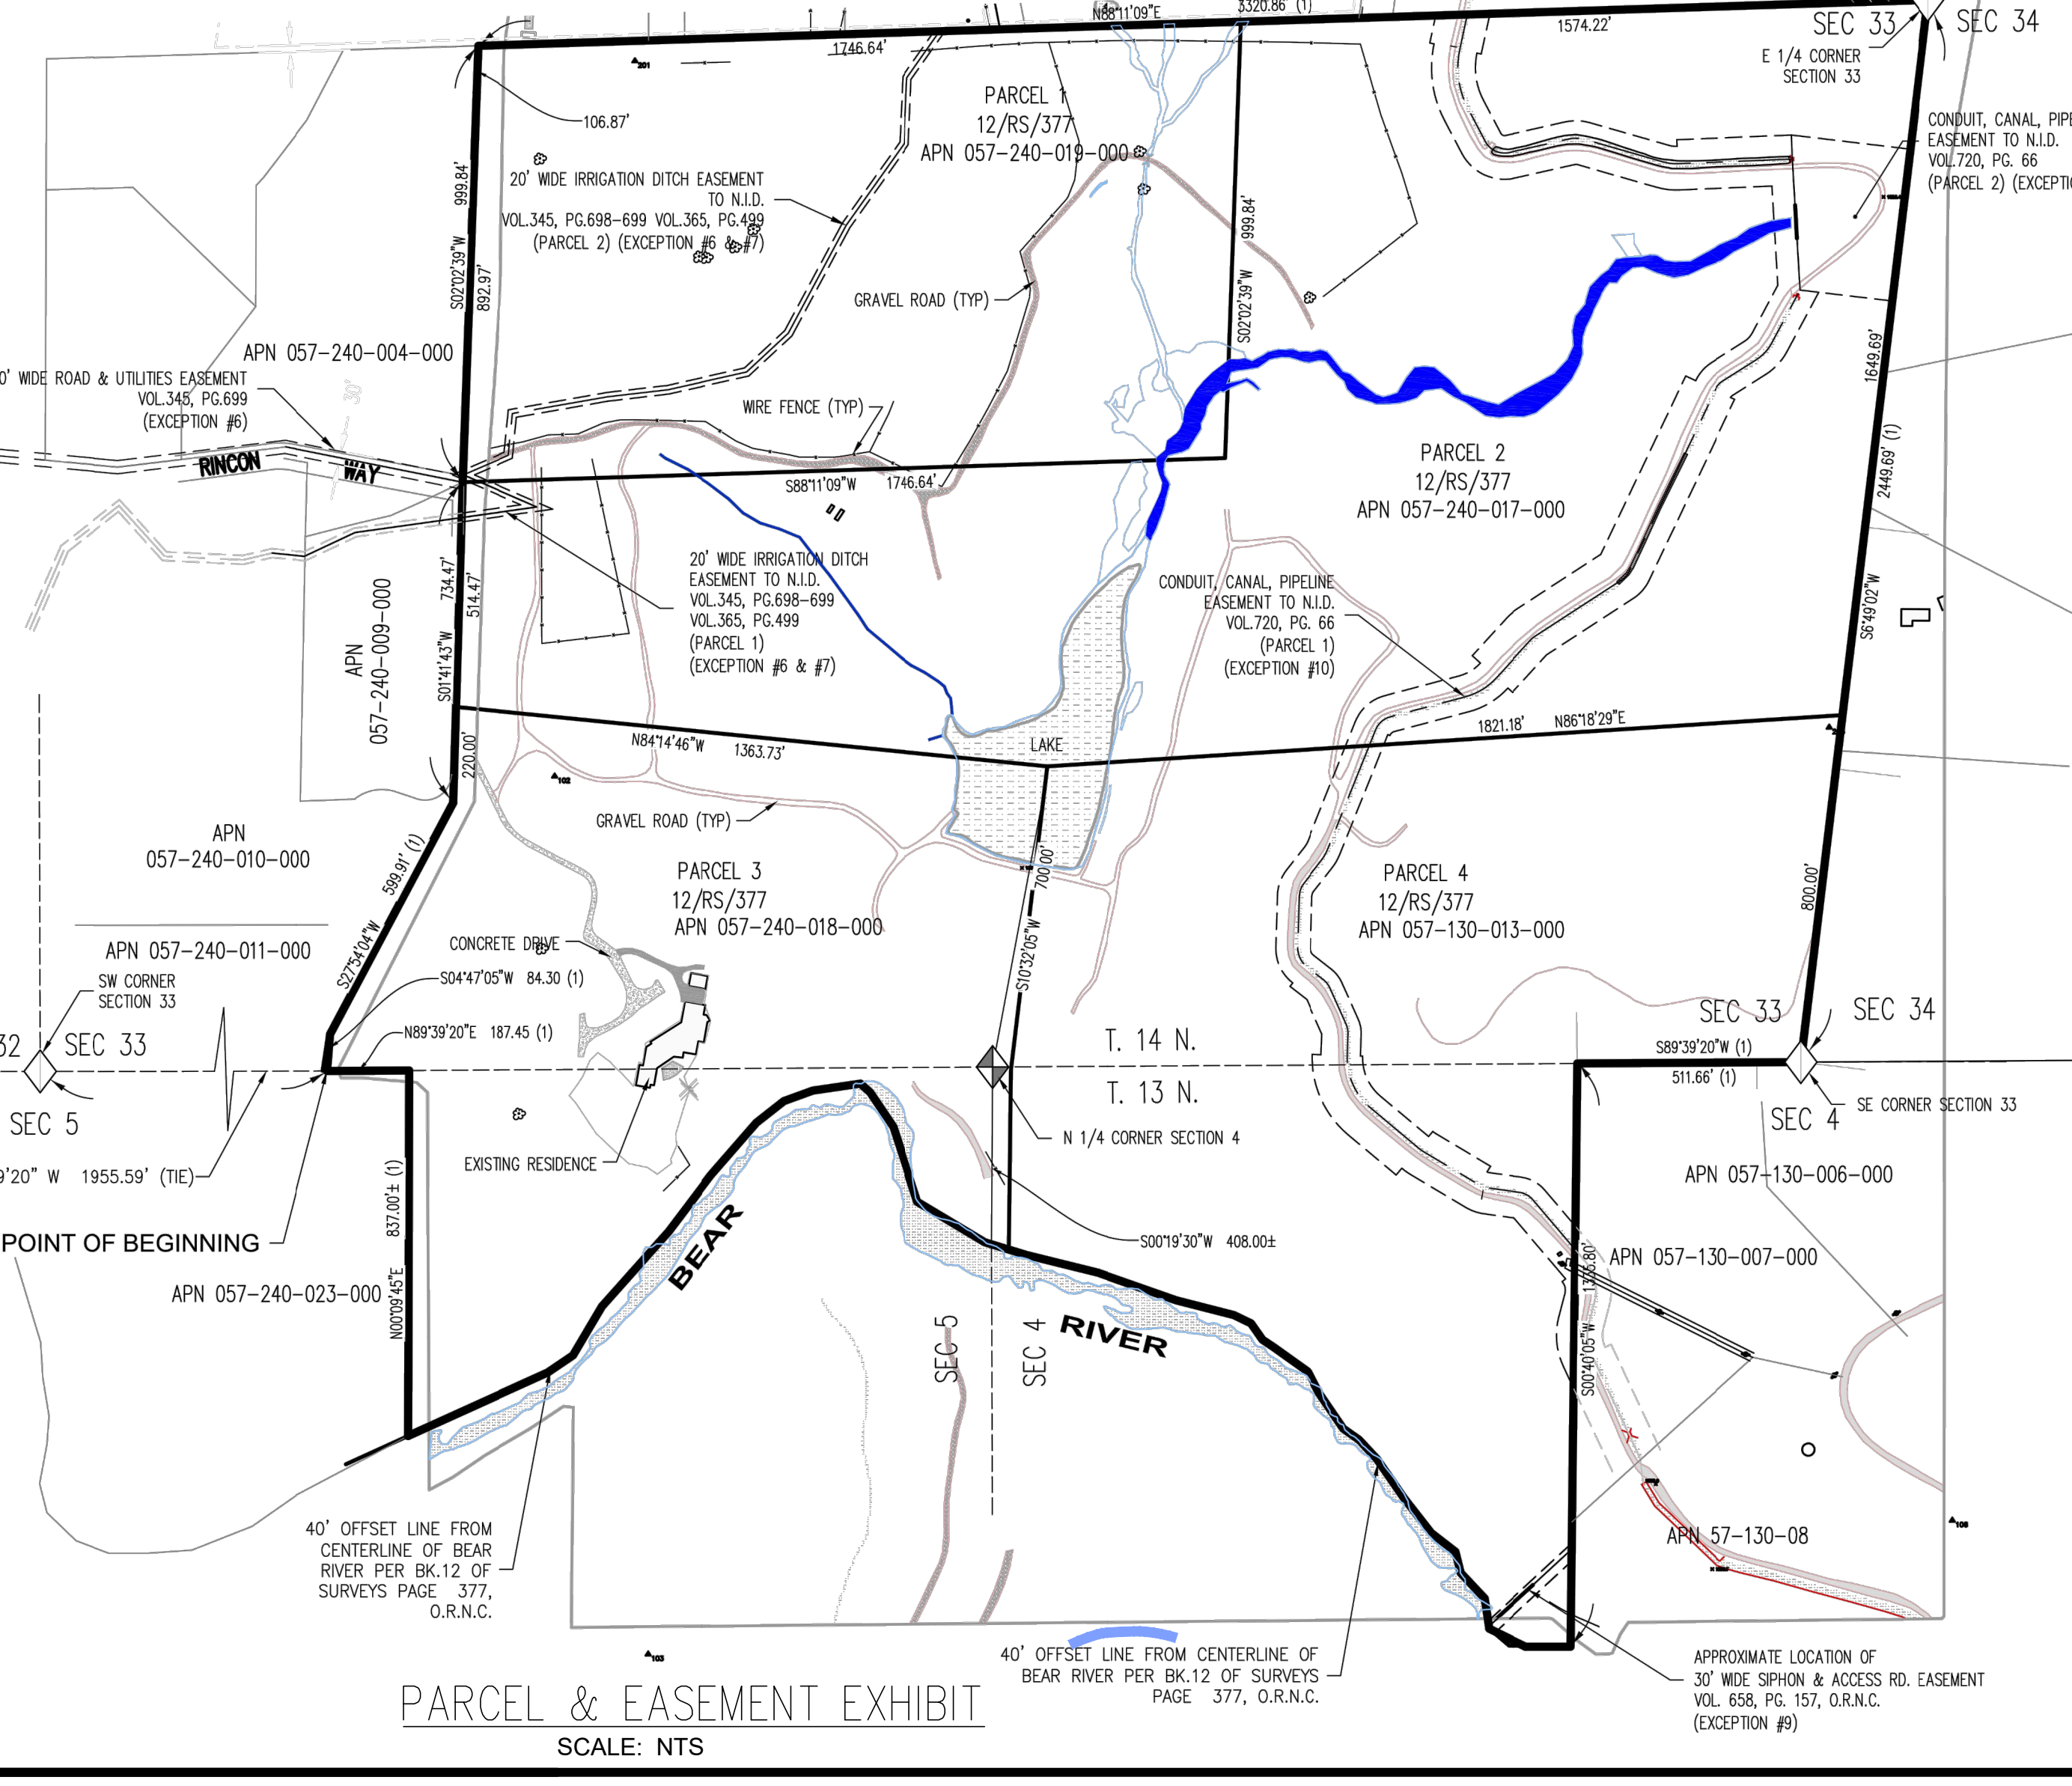 N88°11'09"E 3320.86' (1)
1746.64'
1574.22'
SEC 33
SEC 34
E 1/4 CORNER
SECTION 33
201
106.87'
PARCEL 1
12/RS/377
APN 057-240-019-000
CONDUIT, CANAL, PIPE
EASEMENT TO N.I.D.
VOL.720, PG. 66
(PARCEL 2) (EXCEPTI
20' WIDE IRRIGATION DITCH EASEMENT
TO N.I.D.
VOL.345, PG.698-699 VOL.365, PG.499
(PARCEL 2) (EXCEPTION #6 & #7)
999.84'
S02°02'39"W
892.97'
999.84'
S02°02'39"W
GRAVEL ROAD (TYP)
APN 057-240-004-000
0' WIDE ROAD & UTILITIES EASEMENT
VOL.345, PG.699
(EXCEPTION #6)
30'
WIRE FENCE (TYP)
RINCON WAY
1649.69'
2449.69' (1)
S6°49'02"W
S88°11'09"W 1746.64'
PARCEL 2
12/RS/377
APN 057-240-017-000
20' WIDE IRRIGATION DITCH
EASEMENT TO N.I.D.
VOL.345, PG.698-699
VOL.365, PG.499
(PARCEL 1)
(EXCEPTION #6 & #7)
CONDUIT, CANAL, PIPELINE
EASEMENT TO N.I.D.
VOL.720, PG. 66
(PARCEL 1)
(EXCEPTION #10)
734.47'
514.47'
S01°41'43"W
APN
057-240-009-000
220.00'
N84°14'46"W 1363.73'
LAKE
1821.18' N86°18'29"E
102
GRAVEL ROAD (TYP)
APN
057-240-010-000
599.91' (1)
S27°54'04"W
PARCEL 3
12/RS/377
APN 057-240-018-000
700.00'
S10°32'05"W
PARCEL 4
12/RS/377
APN 057-130-013-000
800.00'
APN 057-240-011-000
CONCRETE DRIVE
S04°47'05"W 84.30 (1)
SW CORNER
SECTION 33
N89°39'20"E 187.45 (1)
32
SEC 33
T. 14 N.
SEC 33
SEC 34
S89°39'20"W (1)
511.66' (1)
T. 13 N.
SE CORNER SECTION 33
SEC 5
SEC 4
N 1/4 CORNER SECTION 4
EXISTING RESIDENCE
9'20" W 1955.59' (TIE)
APN 057-130-006-000
POINT OF BEGINNING
837.00'± (1)
N00°09'45"E
BEAR
S00°19'30"W 408.00±
APN 057-130-007-000
APN 057-240-023-000
RIVER
SEC 5
SEC 4
S00°40'05"W
APN 57-130-08
108
40' OFFSET LINE FROM
CENTERLINE OF BEAR
RIVER PER BK.12 OF
SURVEYS PAGE 377,
O.R.N.C.
103
40' OFFSET LINE FROM CENTERLINE OF
BEAR RIVER PER BK.12 OF SURVEYS
PAGE 377, O.R.N.C.
APPROXIMATE LOCATION OF
30' WIDE SIPHON & ACCESS RD. EASEMENT
VOL. 658, PG. 157, O.R.N.C.
(EXCEPTION #9)
PARCEL & EASEMENT EXHIBIT
SCALE: NTS